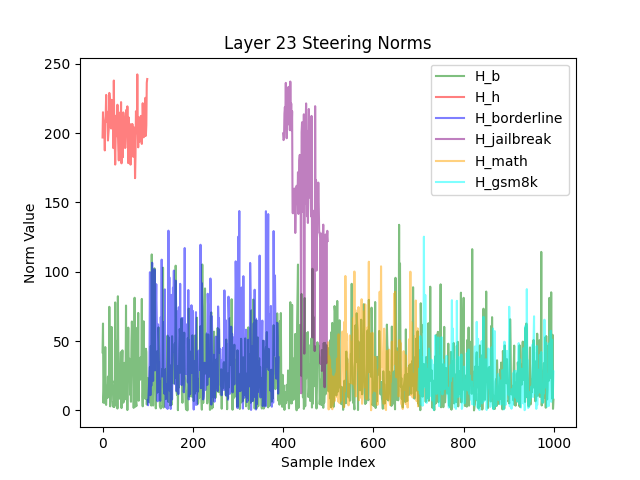 Layer 23 Steering Norms
Norm Value
250
200
150
100
50
0
H_b
H_h
H_borderline
H_jailbreak
H_math
H_gsm8k
0
200
400
600
800
1000
Sample Index